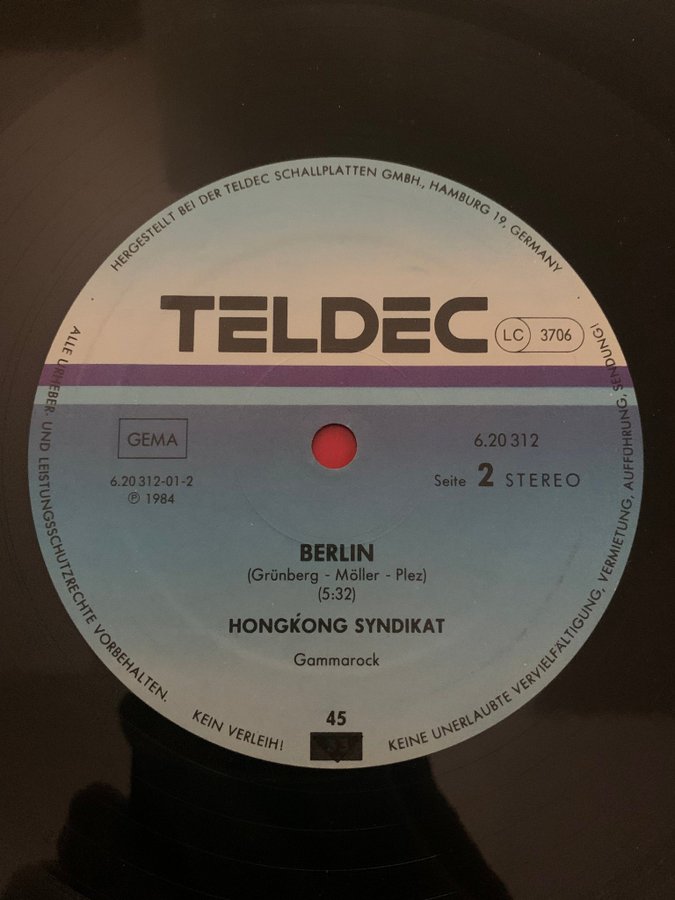 HERGESTELLT BEI DER TELDEC SCHALLPLATTEN GMBH., HAMBURG 19, GERMANY
TELDEC
LC 3706
GEMA
6.20 312
6.20 312-01-2
Seite 2 STEREO
℗ 1984
BERLIN
(Grünberg - Möller - Plez)
(5:32)
HONGḰONG SYNDIKAT
Gammarock
45
ALLE URHEBER- UND LEISTUNGSSCHUTZRECHTE VORBEHALTEN.
KEIN VERLEIH!
KEINE UNERLAUBTE VERVIELFÄLTIGUNG, VERMIETUNG, AUFFÜHRUNG, SENDUNG!